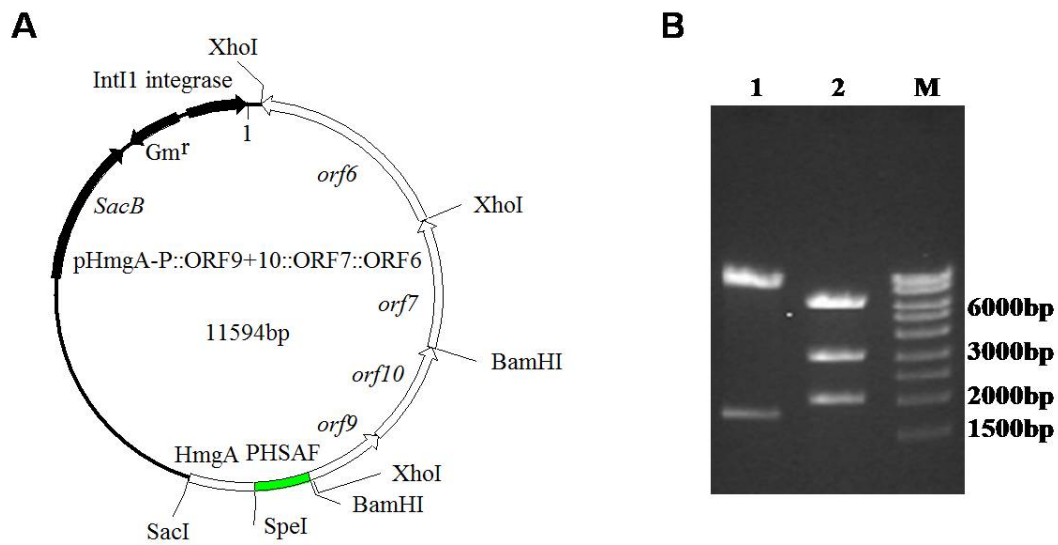 A
XhoI
IntI1 integrase
1
Gmr
orf6
SacB
XhoI
pHmgA-P::ORF9+10::ORF7::ORF6
orf7
11594bp
BamHI
orf10
orf9
HmgA PHSAF
XhoI
BamHI
SacI
SpeI
B
1 2 M
6000bp
3000bp
2000bp
1500bp